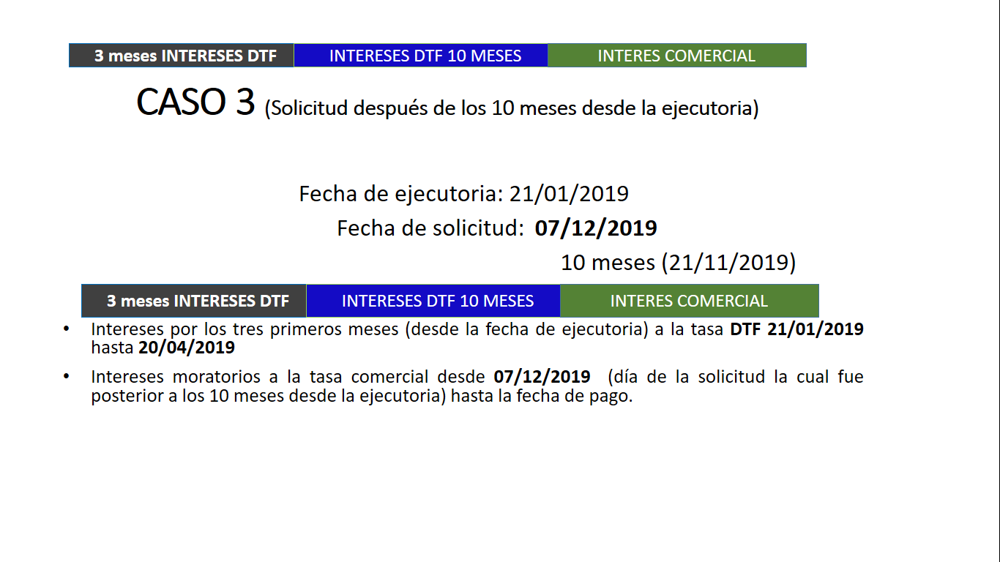 3 meses INTERESES DTF INTERESES DTF 10 MESES INTERES COMERCIAL
CASO 3 (Solicitud después de los 10 meses desde la ejecutoria)
Fecha de ejecutoria: 21/01/2019
Fecha de solicitud: 07/12/2019
10 meses (21/11/2019)
3 meses INTERESES DTF INTERESES DTF 10 MESES INTERES COMERCIAL
• Intereses por los tres primeros meses (desde la fecha de ejecutoria) a la tasa DTF 21/01/2019
hasta 20/04/2019
• Intereses moratorios a la tasa comercial desde 07/12/2019 (día de la solicitud la cual fue
posterior a los 10 meses desde la ejecutoria) hasta la fecha de pago.